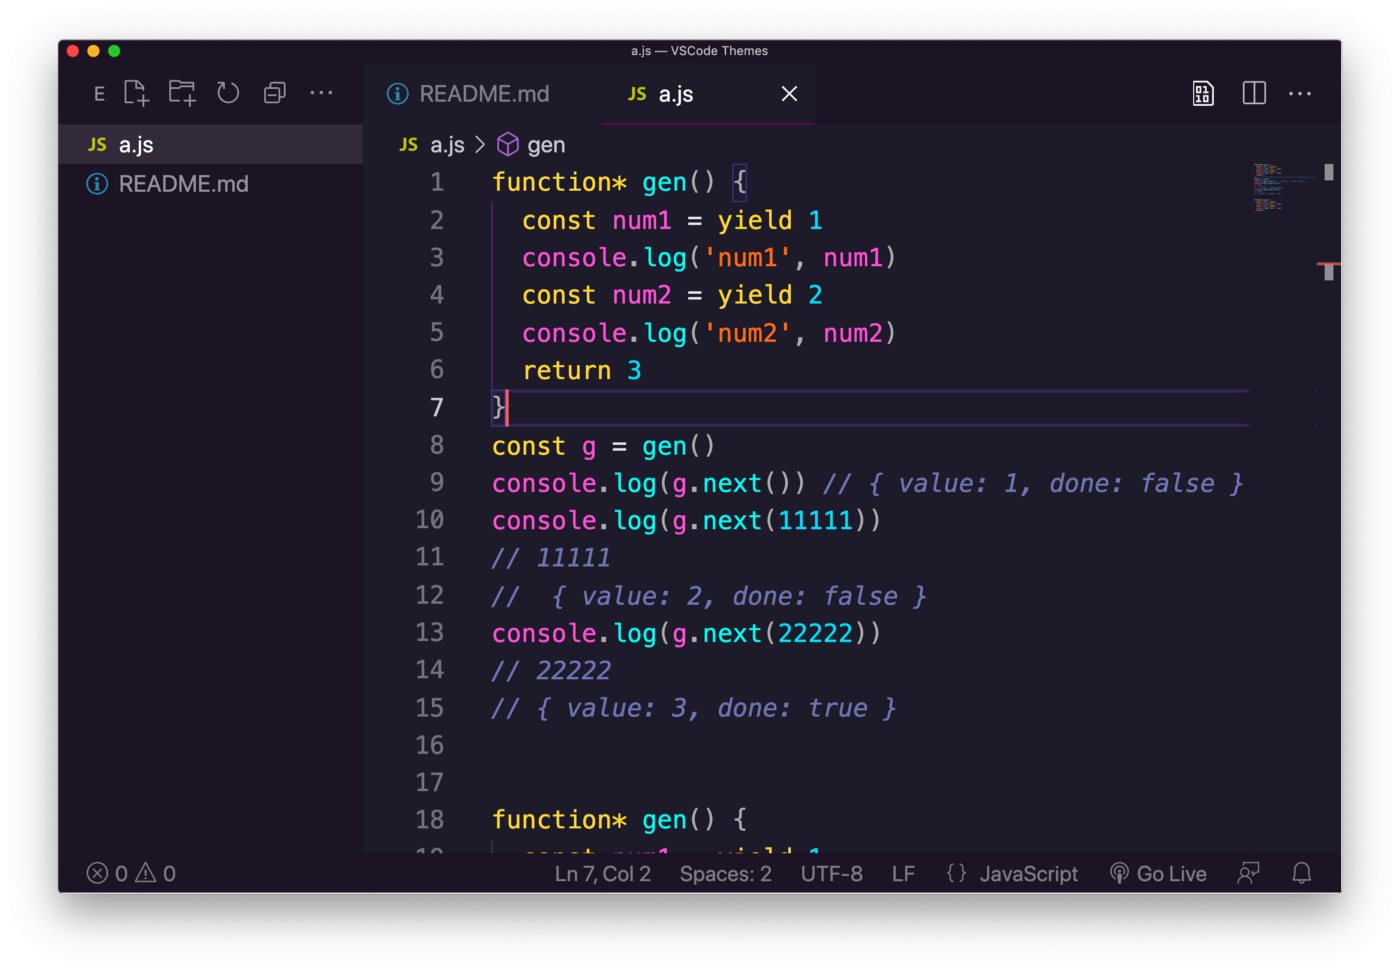 a.js — VSCode Themes
E
README.md
JS a.js
JS a.js
README.md
JS a.js > gen
1 function* gen() {
2 const num1 = yield 1
3 console.log('num1', num1)
4 const num2 = yield 2
5 console.log('num2', num2)
6 return 3
7 }
8 const g = gen()
9 console.log(g.next()) // { value: 1, done: false }
10 console.log(g.next(11111))
11 // 11111
12 //  { value: 2, done: false }
13 console.log(g.next(22222))
14 // 22222
15 // { value: 3, done: true }
16
17
18 function* gen() {
19 const num1 = yield 1
0 0
Ln 7, Col 2 Spaces: 2 UTF-8 LF {} JavaScript Go Live